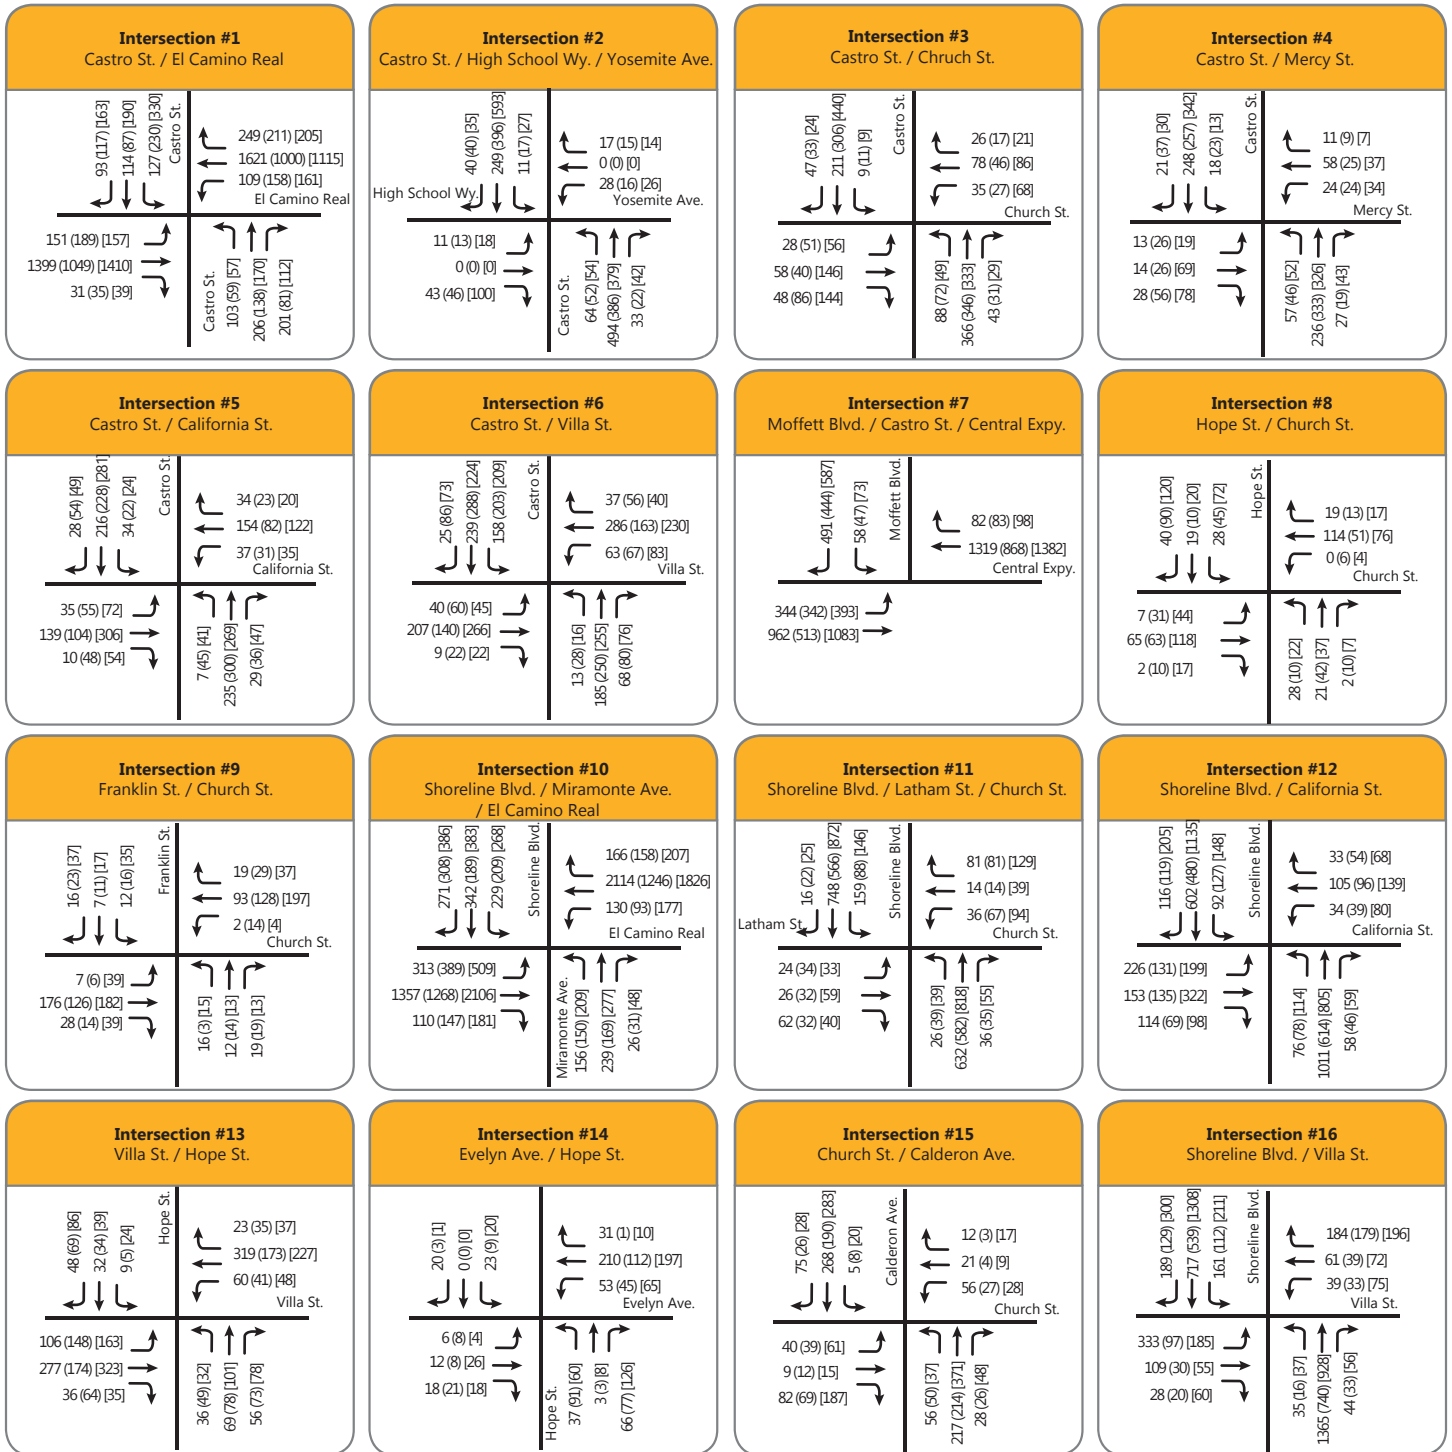 Intersection #1
Castro St. / El Camino Real
93 (117) [163]
114 (87) [190]
127 (230) [330]
Castro St.
249 (211) [205]
1621 (1000) [1115]
109 (158) [161]
El Camino Real
151 (189) [157]
1399 (1049) [1410]
31 (35) [39]
Castro St.
103 (59) [57]
206 (138) [170]
201 (81) [112]
Intersection #2
Castro St. / High School Wy. / Yosemite Ave.
40 (40) [35]
249 (396) [593]
11 (17) [27]
High School Wy.
17 (15) [14]
0 (0) [0]
28 (16) [26]
Yosemite Ave.
11 (13) [18]
0 (0) [0]
43 (46) [100]
Castro St.
64 (52) [54]
494 (386) [379]
33 (22) [42]
Intersection #3
Castro St. / Chruch St.
47 (33) [24]
211 (306) [440]
9 (11) [9]
Castro St.
26 (17) [21]
78 (46) [86]
35 (27) [68]
Church St.
28 (51) [56]
58 (40) [146]
48 (86) [144]
88 (72) [49]
366 (346) [333]
43 (31) [29]
Intersection #4
Castro St. / Mercy St.
21 (37) [30]
248 (257) [342]
18 (23) [13]
Castro St.
11 (9) [7]
58 (25) [37]
24 (24) [34]
Mercy St.
13 (26) [19]
14 (26) [69]
28 (56) [78]
57 (46) [52]
236 (333) [326]
27 (19) [43]
Intersection #5
Castro St. / California St.
28 (54) [49]
216 (228) [281]
34 (22) [24]
Castro St.
34 (23) [20]
154 (82) [122]
37 (31) [35]
California St.
35 (55) [72]
139 (104) [306]
10 (48) [54]
7 (45) [41]
235 (300) [269]
29 (36) [47]
Intersection #6
Castro St. / Villa St.
25 (86) [73]
239 (288) [224]
158 (203) [209]
Castro St.
37 (56) [40]
286 (163) [230]
63 (67) [83]
Villa St.
40 (60) [45]
207 (140) [266]
9 (22) [22]
13 (28) [16]
185 (250) [255]
68 (80) [76]
Intersection #7
Moffett Blvd. / Castro St. / Central Expy.
491 (444) [587]
58 (47) [73]
Moffett Blvd.
82 (83) [98]
1319 (868) [1382]
Central Expy.
344 (342) [393]
962 (513) [1083]
Intersection #8
Hope St. / Church St.
40 (90) [120]
19 (10) [20]
28 (45) [72]
Hope St.
19 (13) [17]
114 (51) [76]
0 (6) [4]
Church St.
7 (31) [44]
65 (63) [118]
2 (10) [17]
28 (10) [22]
21 (42) [37]
2 (10) [7]
Intersection #9
Franklin St. / Church St.
16 (23) [37]
7 (11) [17]
12 (16) [35]
Franklin St.
19 (29) [37]
93 (128) [197]
2 (14) [4]
Church St.
7 (6) [39]
176 (126) [182]
28 (14) [39]
16 (3) [15]
12 (14) [13]
19 (19) [13]
Intersection #10
Shoreline Blvd. / Miramonte Ave.
/ El Camino Real
271 (308) [386]
342 (189) [383]
229 (209) [268]
Shoreline Blvd.
166 (158) [207]
2114 (1246) [1826]
130 (93) [177]
El Camino Real
313 (389) [509]
1357 (1268) [2106]
110 (147) [181]
Miramonte Ave.
156 (150) [209]
239 (169) [277]
26 (31) [48]
Intersection #11
Shoreline Blvd. / Latham St. / Church St.
16 (22) [25]
748 (566) [872]
159 (88) [146]
Shoreline Blvd.
Latham St.
81 (81) [129]
14 (14) [39]
36 (67) [94]
Church St.
24 (34) [33]
26 (32) [59]
62 (32) [40]
26 (39) [39]
632 (582) [818]
36 (35) [55]
Intersection #12
Shoreline Blvd. / California St.
116 (119) [205]
602 (480) [1135]
92 (127) [148]
Shoreline Blvd.
33 (54) [68]
105 (96) [139]
34 (39) [80]
California St.
226 (131) [199]
153 (135) [322]
114 (69) [98]
76 (78) [114]
1011 (614) [805]
58 (46) [59]
Intersection #13
Villa St. / Hope St.
48 (69) [86]
32 (34) [39]
9 (5) [24]
Hope St.
23 (35) [37]
319 (173) [227]
60 (41) [48]
Villa St.
106 (148) [163]
277 (174) [323]
36 (64) [35]
36 (49) [32]
69 (78) [101]
56 (73) [78]
Intersection #14
Evelyn Ave. / Hope St.
20 (3) [1]
0 (0) [0]
23 (9) [20]
31 (1) [10]
210 (112) [197]
53 (45) [65]
Evelyn Ave.
6 (8) [4]
12 (8) [26]
18 (21) [18]
Hope St.
37 (91) [60]
3 (3) [8]
66 (77) [126]
Intersection #15
Church St. / Calderon Ave.
75 (26) [28]
268 (190) [283]
5 (8) [20]
Calderon Ave.
12 (3) [17]
21 (4) [9]
56 (27) [28]
Church St.
40 (39) [61]
9 (12) [15]
82 (69) [187]
56 (50) [37]
217 (214) [371]
28 (26) [48]
Intersection #16
Shoreline Blvd. / Villa St.
189 (129) [300]
717 (539) [1308]
161 (112) [211]
Shoreline Blvd.
184 (179) [196]
61 (39) [72]
39 (33) [75]
Villa St.
333 (97) [185]
109 (30) [55]
28 (20) [60]
35 (16) [37]
1365 (740) [928]
44 (33) [56]